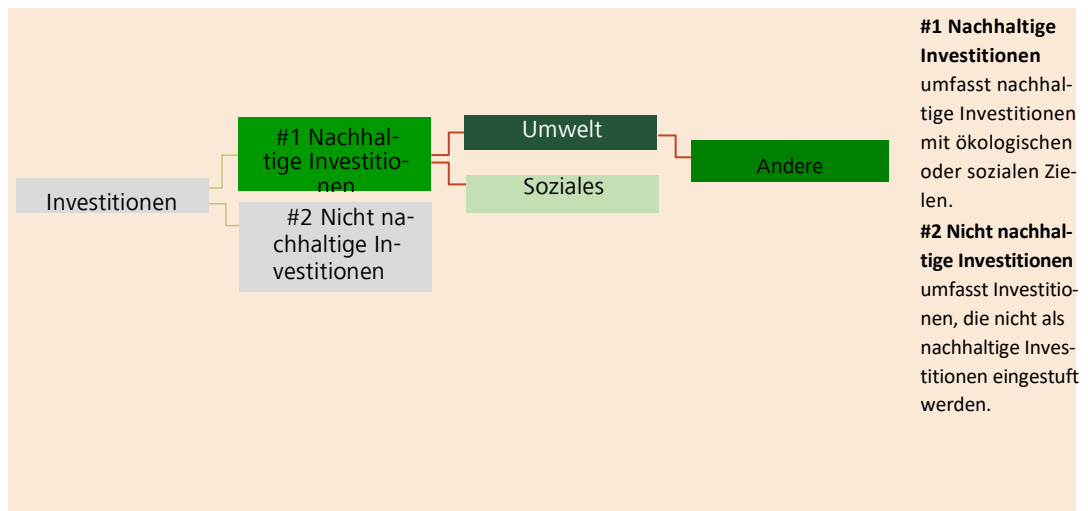 Investitionen
#1 Nachhal-
tige Investitio-
nen
#2 Nicht na-
chhaltige In-
vestitionen
Umwelt
Soziales
Andere
#1 Nachhaltige
Investitionen
umfasst nachhal-
tige Investitionen
mit ökologischen
oder sozialen Zie-
len.
#2 Nicht nachhal-
tige Investitionen
umfasst Investitio-
nen, die nicht als
nachhaltige Inves-
titionen eingestuft
werden.